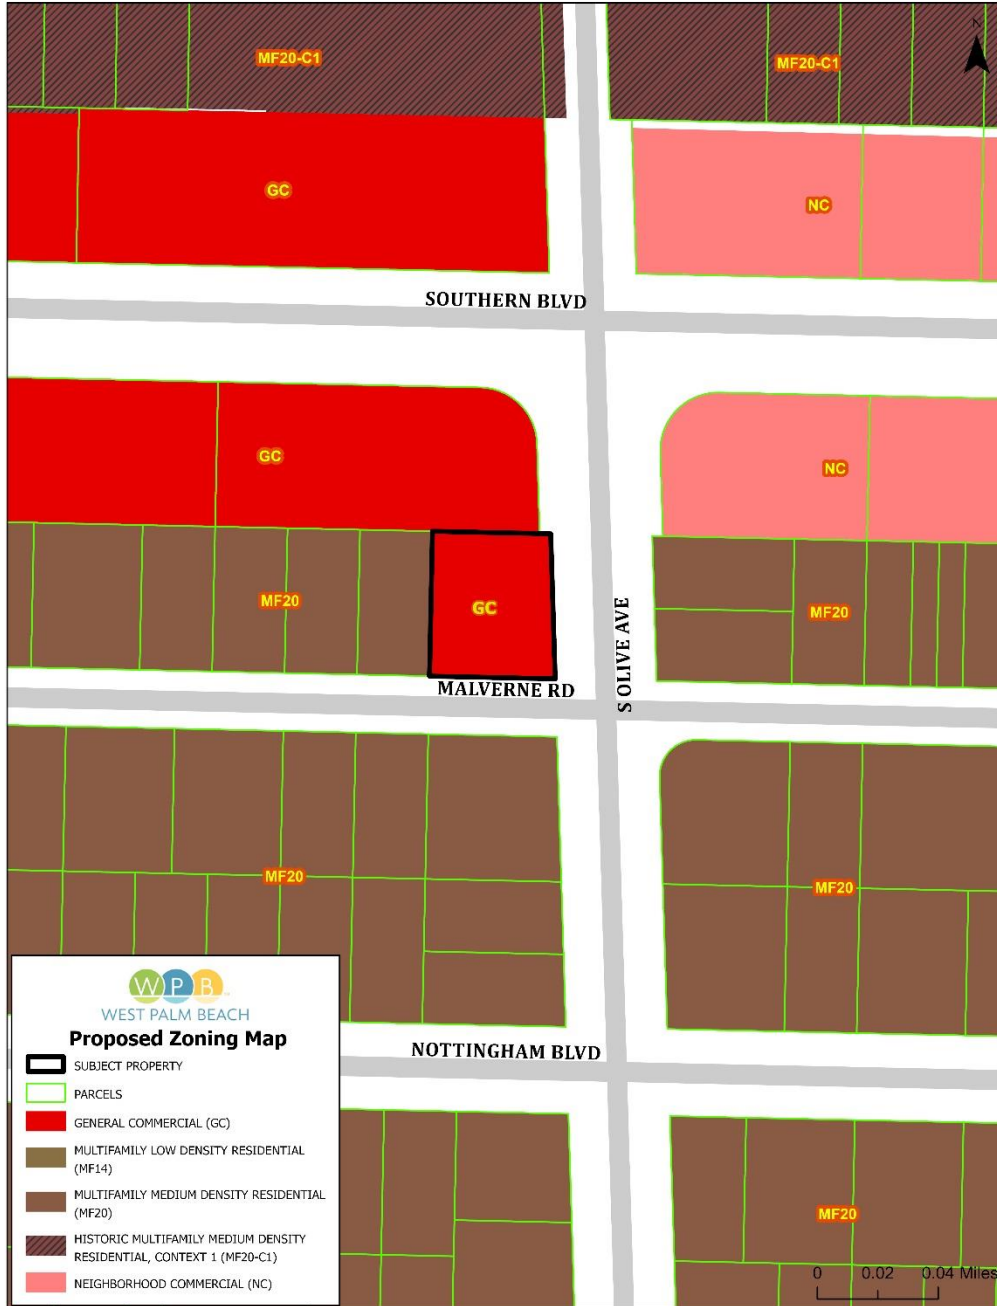 N
MF20-C1
MF20-C1
GC
NC
SOUTHERN BLVD
GC
NC
MF20
GC
MF20
S OLIVE AVE
MALVERNE RD
MF20
MF20
NOTTINGHAM BLVD
MF20
0 0.02 0.04 Miles
WPB
WEST PALM BEACH
Proposed Zoning Map
SUBJECT PROPERTY
PARCELS
GENERAL COMMERCIAL (GC)
MULTIFAMILY LOW DENSITY RESIDENTIAL
(MF14)
MULTIFAMILY MEDIUM DENSITY RESIDENTIAL
(MF20)
HISTORIC MULTIFAMILY MEDIUM DENSITY
RESIDENTIAL, CONTEXT 1 (MF20-C1)
NEIGHBORHOOD COMMERCIAL (NC)